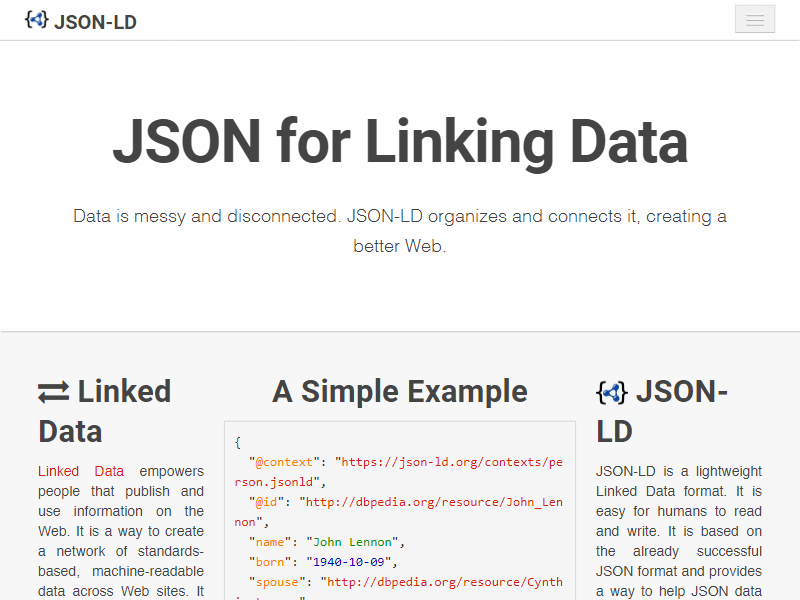 JSON-LD
JSON for Linking Data
Data is messy and disconnected. JSON-LD organizes and connects it, creating a
better Web.
Linked
Data
Linked Data empowers
people that publish and
use information on the
Web. It is a way to create
a network of standards-
based, machine-readable
data across Web sites. It
A Simple Example
{
"@context": "https://json-ld.org/contexts/pe
rson.jsonld",
"@id": "http://dbpedia.org/resource/John_Len
non",
"name": "John Lennon",
"born": "1940-10-09",
"spouse": "http://dbpedia.org/resource/Cynth
JSON-
LD
JSON-LD is a lightweight
Linked Data format. It is
easy for humans to read
and write. It is based on
the already successful
JSON format and provides
a way to help JSON data